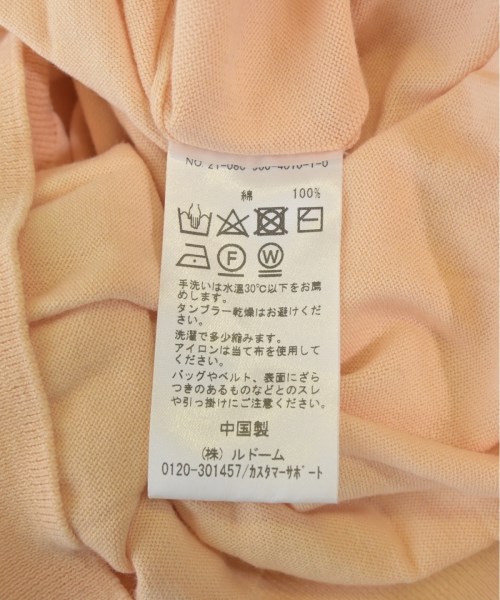 綿 100%
F W
手洗いは水温30℃以下をお薦
めします。
タンブラー乾燥はお避けくださ
い。
洗濯で多少縮みます。
アイロンは当て布を使用して
ください。
バッグやベルト、表面にざら
つきのあるものなどとのスレ
や引っ掛けにご注意ください。
中国製
(株) ルドーム
0120-301457/カスタマーサポート